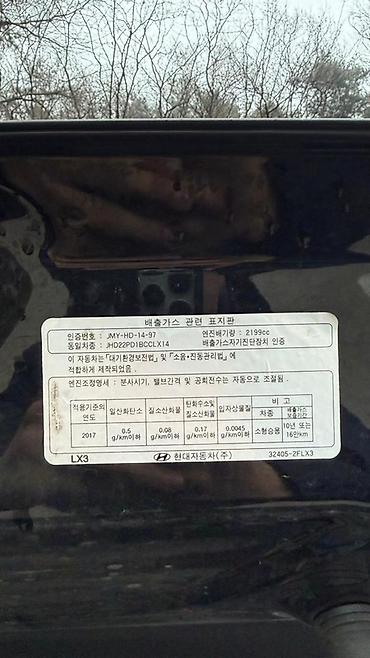 배출가스 관련 표지판
인증번호 : JMY-HD-14-97 엔진배기량 : 2199cc
동일차종 : JHD22PD1BCCLX14 배출가스자기진단장치 인증
이 자동차는「대기환경보전법」및「소음•진동관리법」에
적합하게 제작되었음.
엔진조정명세 : 분사시기, 밸브간격 및 공회전수는 자동으로 조절됨.
적용기준의 연도 일산화탄소 질소산화물 탄화수소및 질소산화물 입자상물질 비 고
차종 배출가스 보증기간
2017 0.5 g/km이하 0.08 g/km이하 0.17 g/km이하 0.0045 g/km이하 소형승용 10년 또는 16만km
LX3 현대자동차(주) 32405-2FLX3